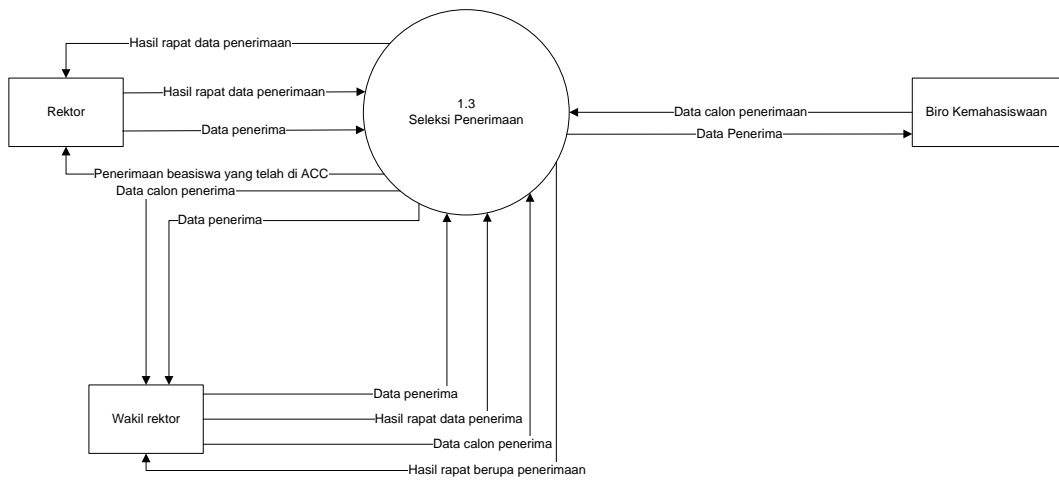 Hasil rapat data penerimaan
Rektor
Hasil rapat data penerimaan
Data penerima
1.3
Seleksi Penerimaan
Data calon penerimaan
Data Penerima
Biro Kemahasiswaan
Penerimaan beasiswa yang telah di ACC
Data calon penerima
Data penerima
Wakil rektor
Data penerima
Hasil rapat data penerima
Data calon penerima
Hasil rapat berupa penerimaan